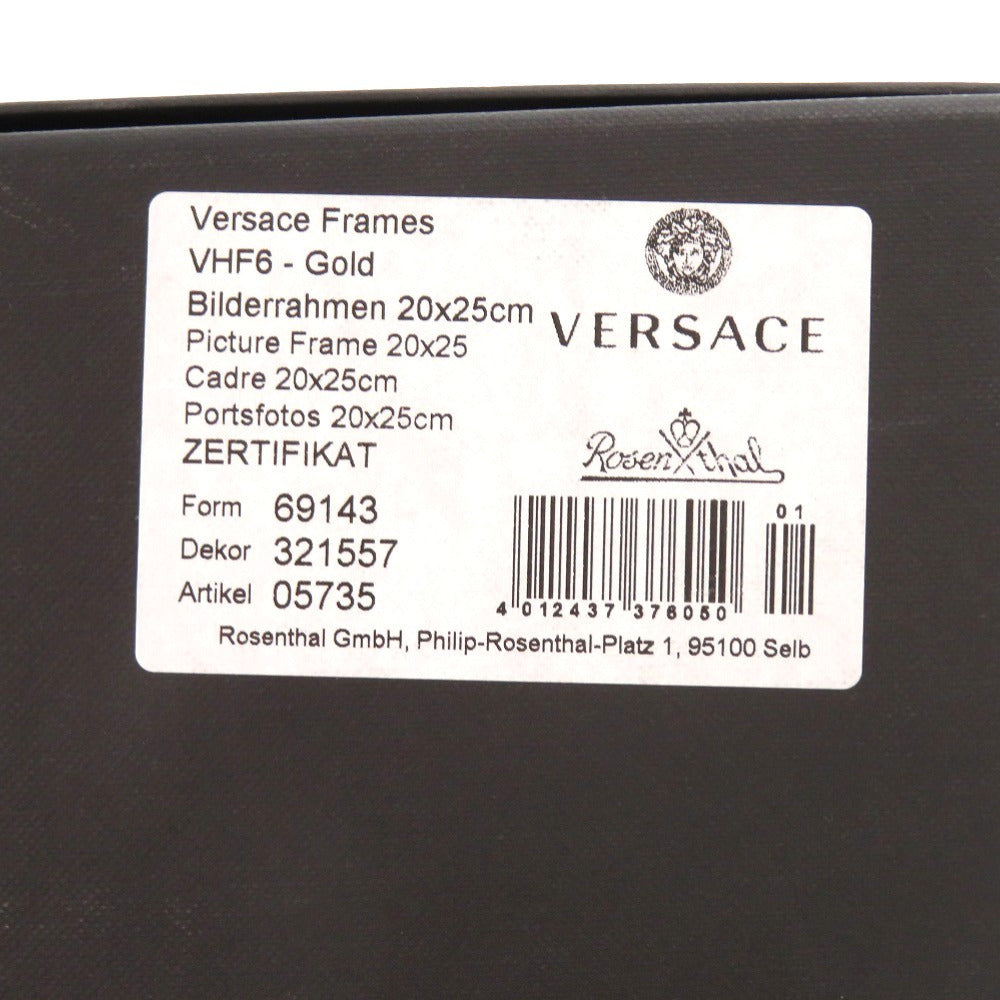 Versace Frames
VHF6 - Gold
Bilderrahmen 20x25cm
Picture Frame 20x25
Cadre 20x25cm
Portsfotos 20x25cm
ZERTIFIKAT
VERSACE
Rosenthal
Form 69143
Dekor 321557
Artikel 05735
01
4 012437 376050
Rosenthal GmbH, Philip-Rosenthal-Platz 1, 95100 Selb